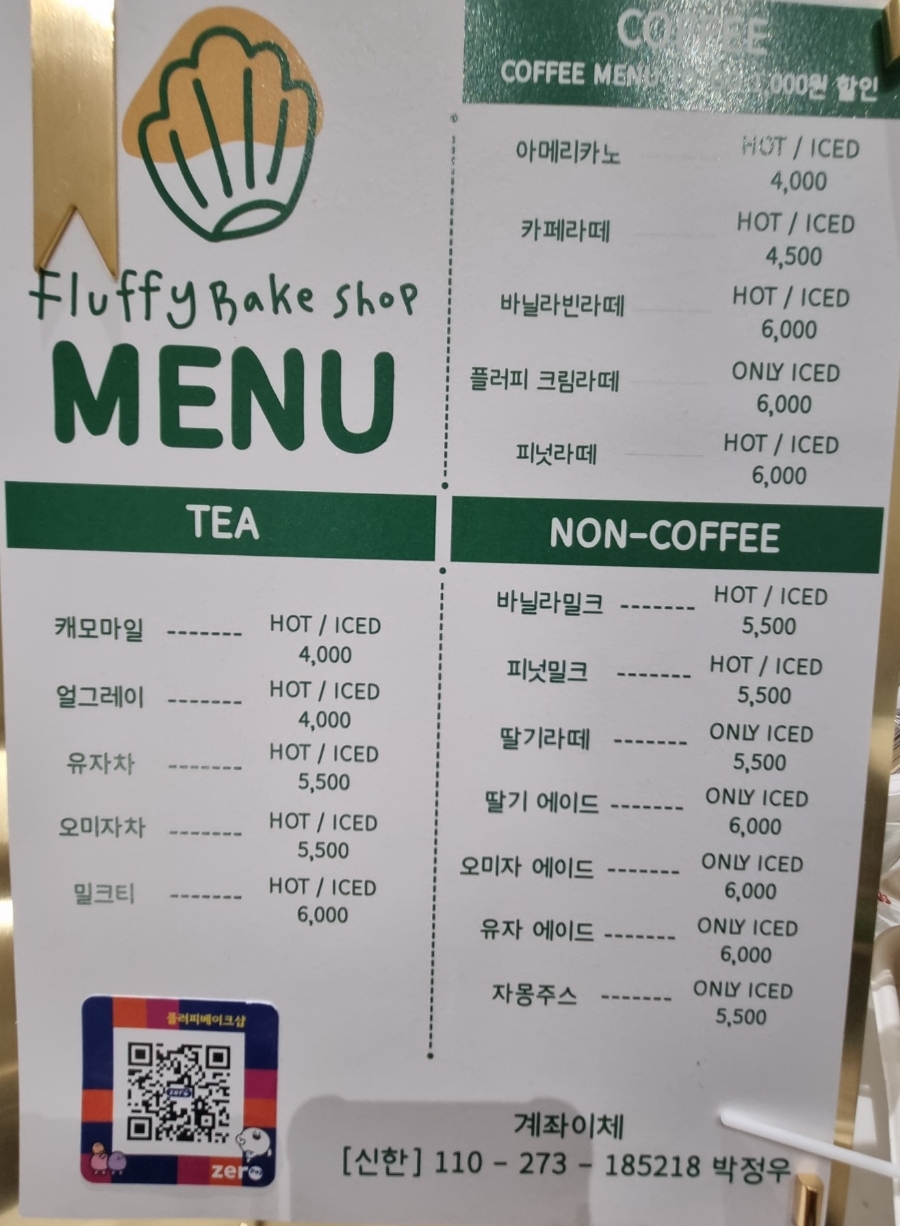 Fluffy Bake shop
MENU
COFFEE
COFFEE MENU 1,000원 할인
아메리카노 HOT / ICED
4,000
카페라떼 HOT / ICED
4,500
바닐라빈라떼 HOT / ICED
6,000
플러피 크림라떼 ONLY ICED
6,000
피넛라떼 HOT / ICED
6,000
TEA
캐모마일 ------- HOT / ICED
4,000
얼그레이 ------- HOT / ICED
4,000
유자차 ------- HOT / ICED
5,500
오미자차 ------- HOT / ICED
5,500
밀크티 ------- HOT / ICED
6,000
NON-COFFEE
바닐라밀크 ------- HOT / ICED
5,500
피넛밀크 ------- HOT / ICED
5,500
딸기라떼 ------- ONLY ICED
5,500
딸기 에이드 ------- ONLY ICED
6,000
오미자 에이드 ------- ONLY ICED
6,000
유자 에이드 ------- ONLY ICED
6,000
자몽주스 ------- ONLY ICED
5,500
플러피베이크샵
zero
계좌이체
[신한] 110 - 273 - 185218 박정우